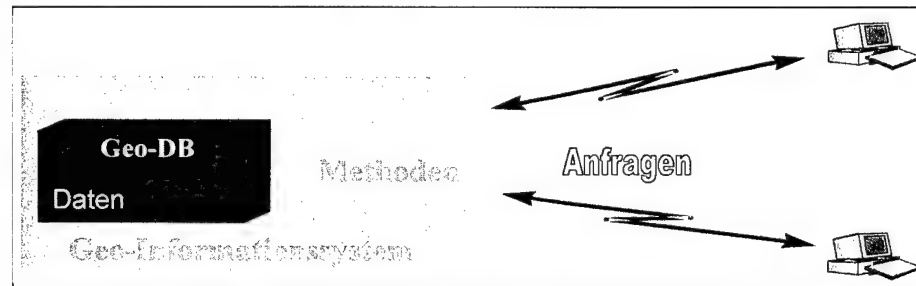 Geo-DB
Methoden
Anfragen
Daten
Geo-Informationssystem